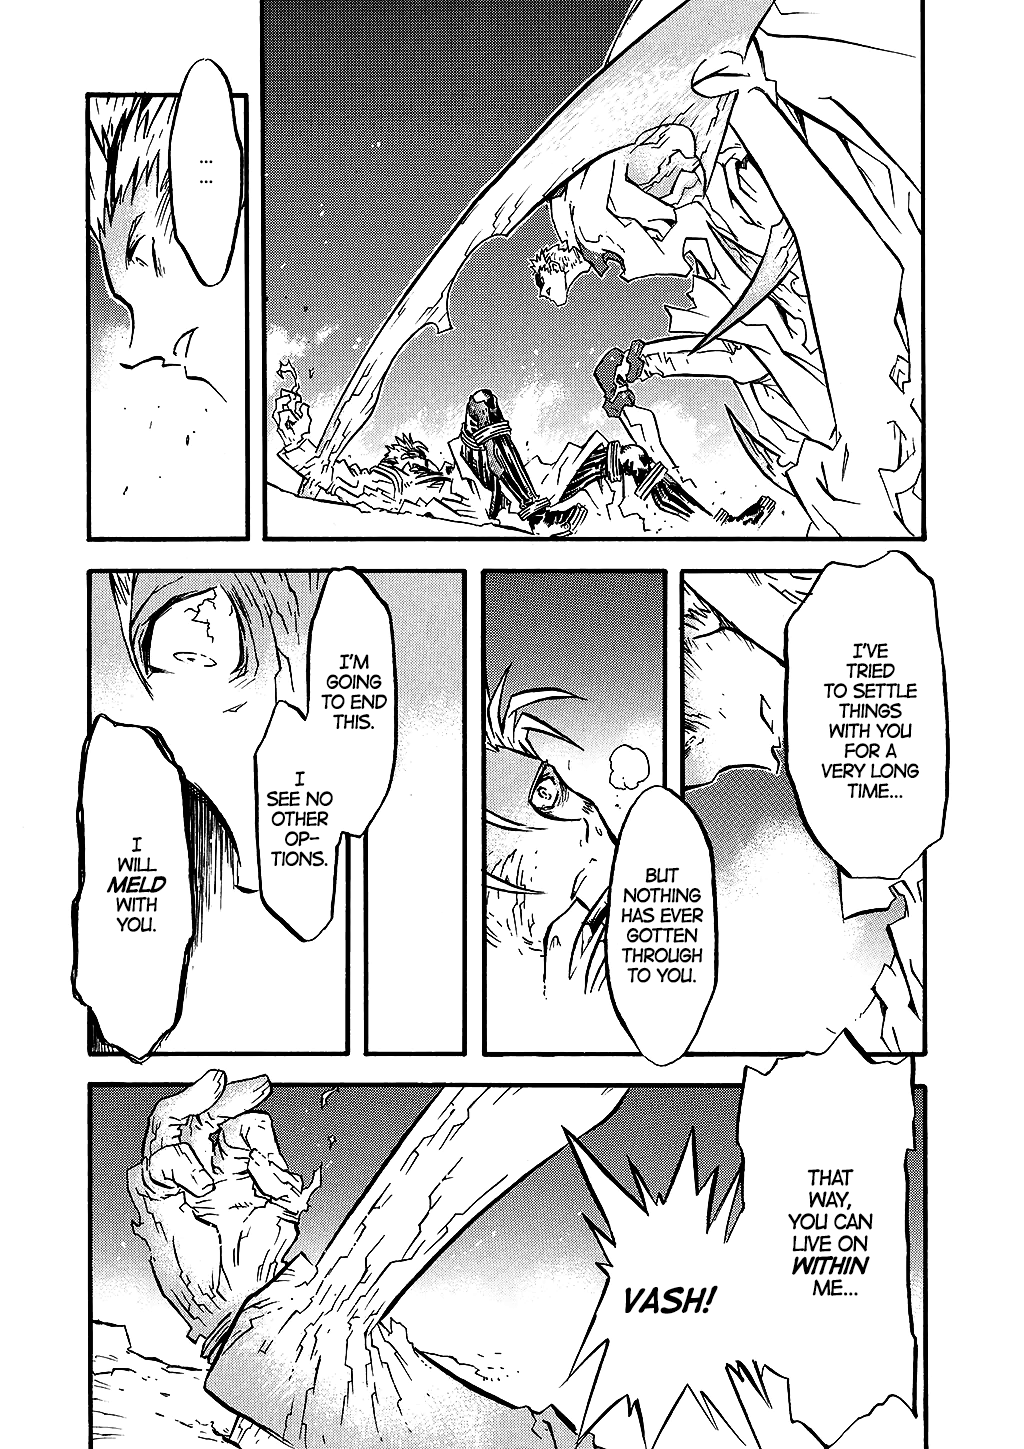 I'VE
TRIED
TO SETTLE
THINGS
WITH YOU
FOR A
VERY LONG
TIME...
BUT
NOTHING
HAS EVER
GOTTEN
THROUGH
TO YOU.
I'M
GOING
TO END
THIS.
I
SEE NO
OTHER
OP-
TIONS.
I
WILL
MELD
WITH
YOU.
THAT
WAY,
YOU CAN
LIVE ON
WITHIN
ME...
VASH!
...
...